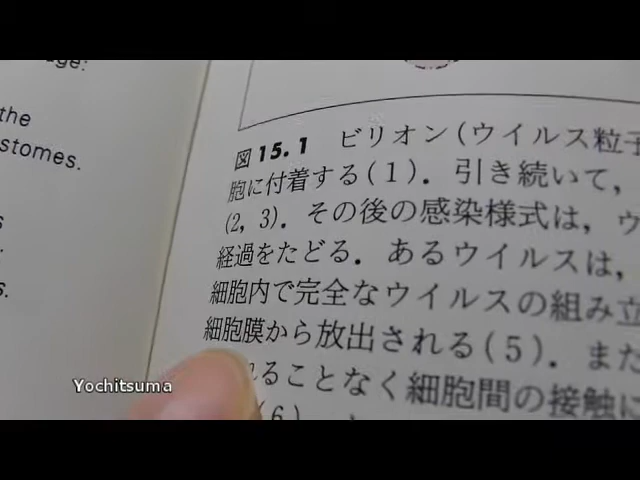 the
stomes.
s
s.
図 15.1 ビリオン(ウイルス粒子
胞に付着する(1). 引き続いて,
(2, 3). その後の感染様式は, ウ
経過をたどる. あるウイルスは,
細胞内で完全なウイルスの組み立
細胞膜から放出される(5). また
れることなく細胞間の接触に
(6)
Yochitsuma